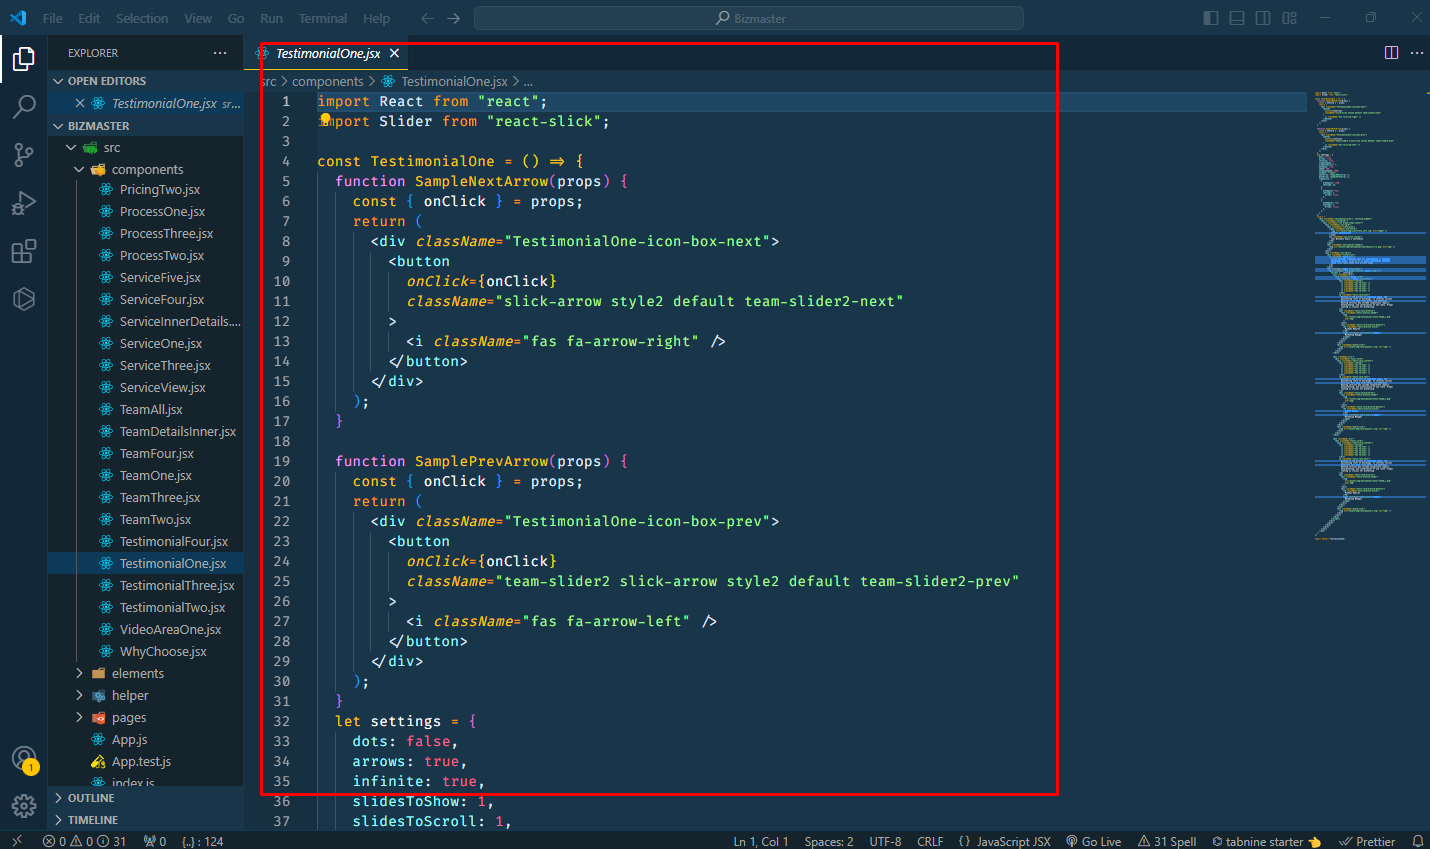 File Edit Selection View Go Run Terminal Help
Bizmaster
EXPLORER
OPEN EDITORS
TestimonialOne.jsx sr...
BIZMASTER
src
components
PricingTwo.jsx
ProcessOne.jsx
ProcessThree.jsx
ProcessTwo.jsx
ServiceFive.jsx
ServiceFour.jsx
ServiceInnerDetails....
ServiceOne.jsx
ServiceThree.jsx
ServiceView.jsx
TeamAll.jsx
TeamDetailsInner.jsx
TeamFour.jsx
TeamOne.jsx
TeamThree.jsx
TeamTwo.jsx
TestimonialFour.jsx
TestimonialOne.jsx
TestimonialThree.jsx
TestimonialTwo.jsx
VideoAreaOne.jsx
WhyChoose.jsx
elements
helper
pages
App.js
App.test.js
index.js
OUTLINE
TIMELINE
TestimonialOne.jsx
src > components > TestimonialOne.jsx > ...
1 import React from "react";
2 import Slider from "react-slick";
3
4 const TestimonialOne = () => {
5 function SampleNextArrow(props) {
6 const { onClick } = props;
7 return (
8 <div className="TestimonialOne-icon-box-next">
9 <button
10 onClick={onClick}
11 className="slick-arrow style2 default team-slider2-next"
12 >
13 <i className="fas fa-arrow-right" />
14 </button>
15 </div>
16 );
17 }
18
19 function SamplePrevArrow(props) {
20 const { onClick } = props;
21 return (
22 <div className="TestimonialOne-icon-box-prev">
23 <button
24 onClick={onClick}
25 className="team-slider2 slick-arrow style2 default team-slider2-prev"
26 >
27 <i className="fas fa-arrow-left" />
28 </button>
29 </div>
30 );
31 }
32 let settings = {
33 dots: false,
34 arrows: true,
35 infinite: true,
36 slidesToShow: 1,
37 slidesToScroll: 1,
1
0 0 31 0 {..} : 124 Ln 1, Col 1 Spaces: 2 UTF-8 CRLF {} JavaScript JSX Go Live 31 Spell tabnine starter Prettier